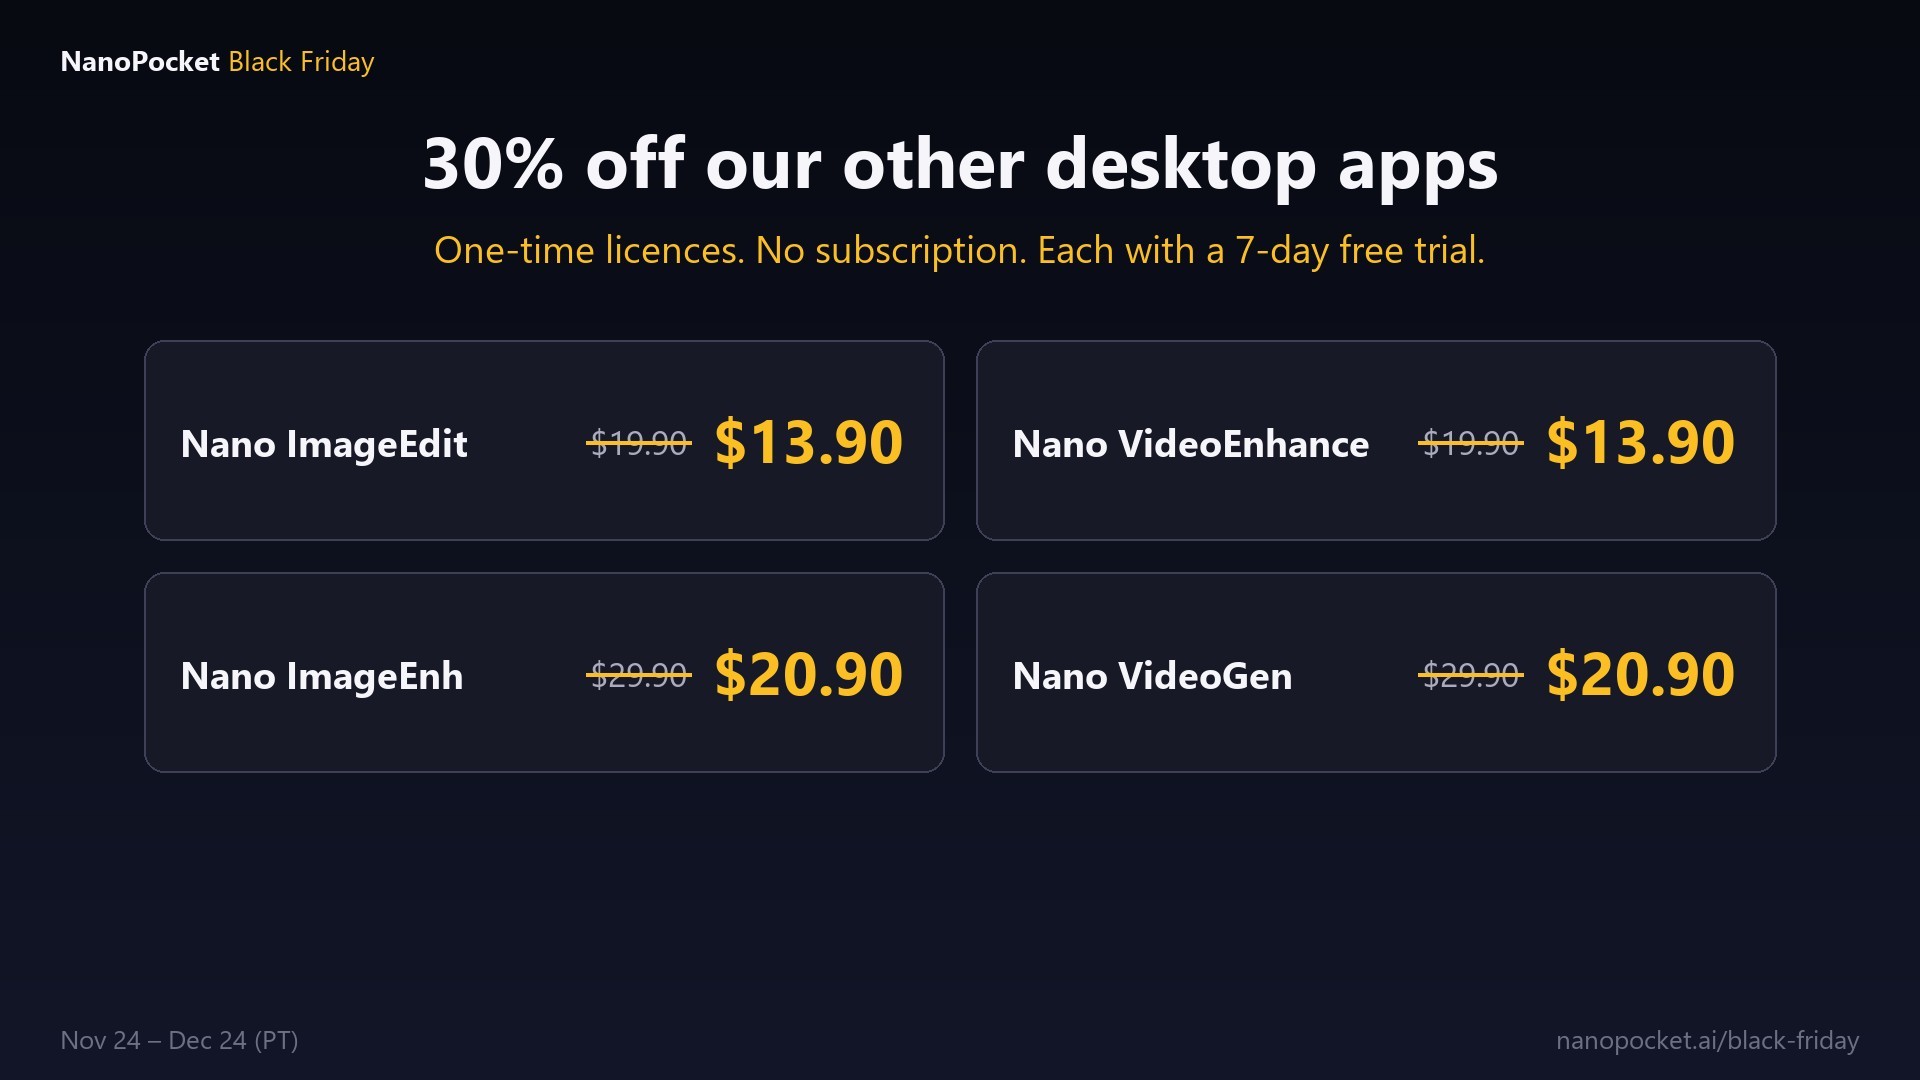 NanoPocket Black Friday
30% off our other desktop apps
One-time licences. No subscription. Each with a 7-day free trial.
Nano ImageEdit $19.90 $13.90
Nano VideoEnhance $19.90 $13.90
Nano ImageEnh $29.90 $20.90
Nano VideoGen $29.90 $20.90
Nov 24 – Dec 24 (PT)
nanopocket.ai/black-friday